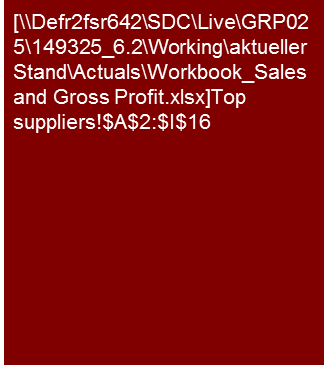 [\\Defr2fsr642\SDC\Live\GRP02
5\149325_6.2\Working\aktueller
Stand\Actuals\Workbook_Sales
and Gross Profit.xlsx]Top
suppliers!$A$2:$I$16